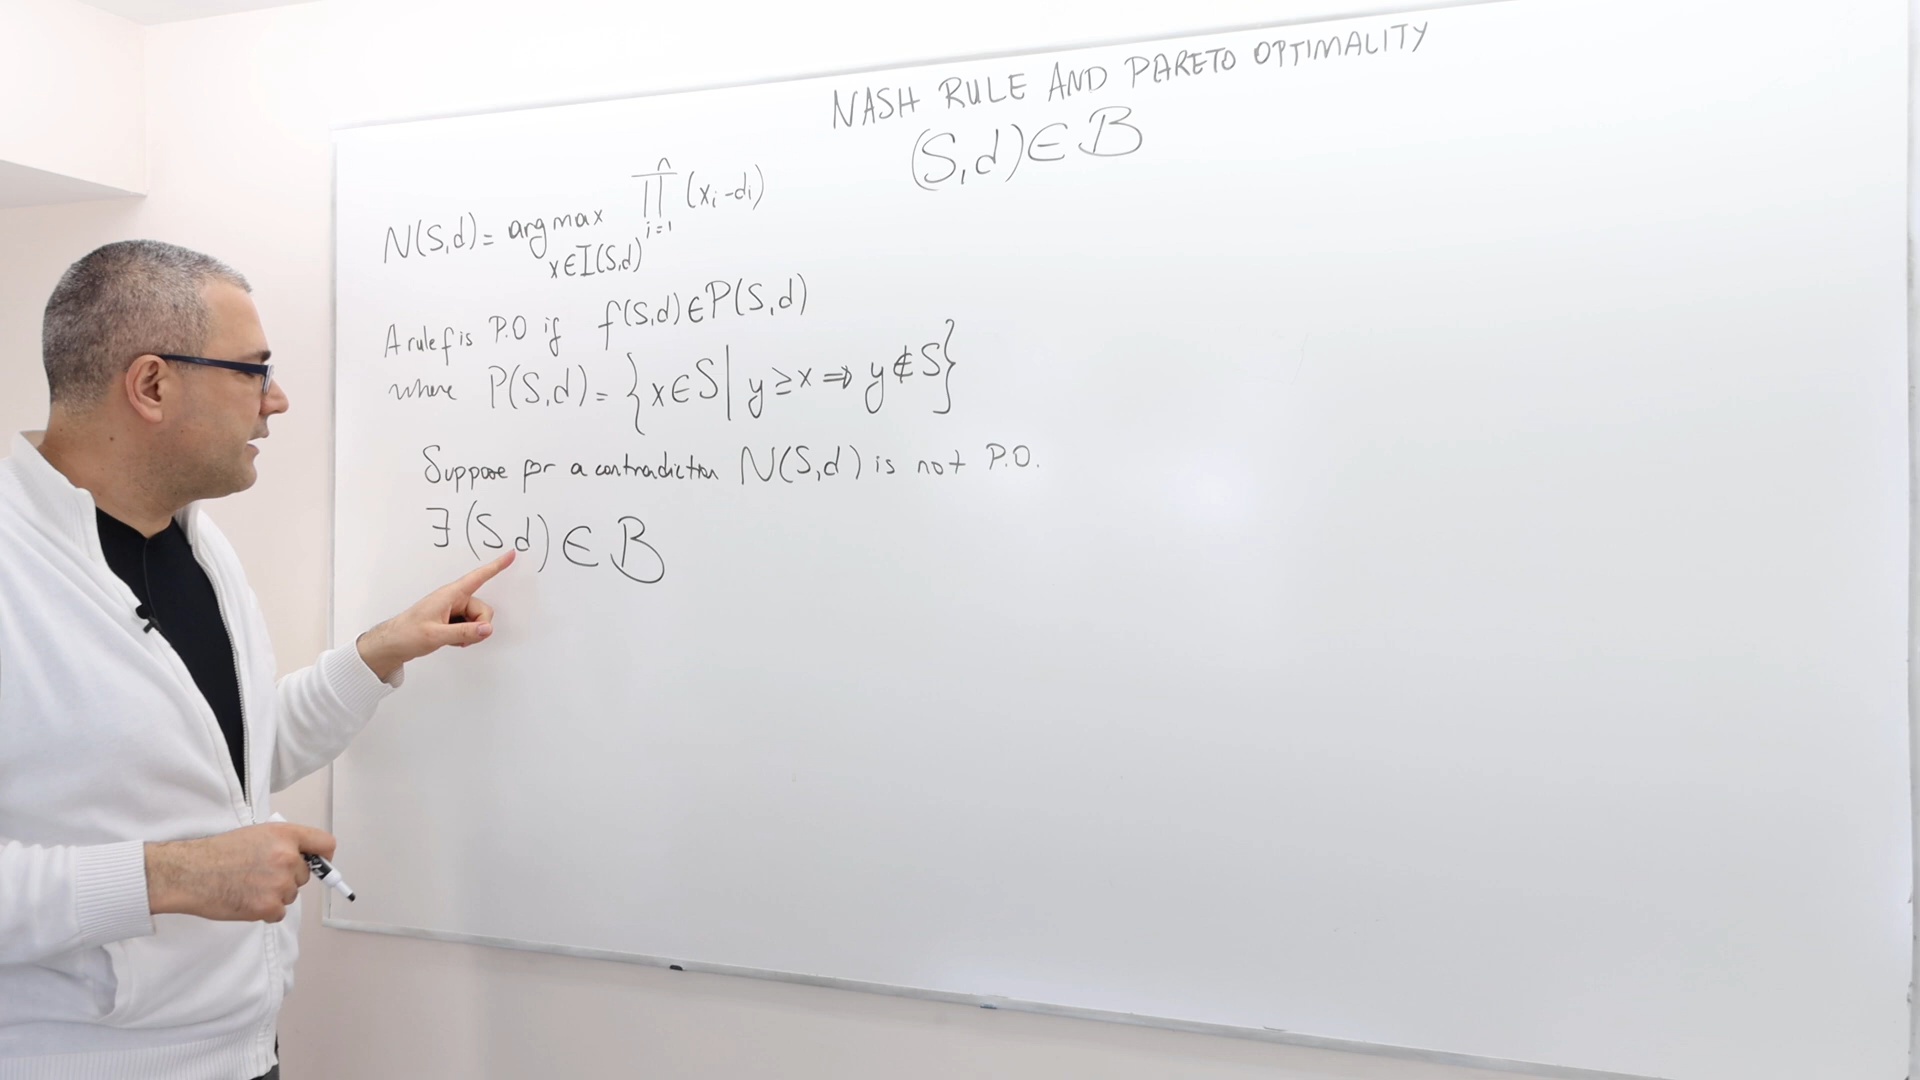 NASH RULE AND PARETO OPTIMALITY
(S,d)∈B
N(S,d)= arg max x∈I(S,d) ∏ i=1 n (xi-di)
A rule f is P.O if f(S,d)∈P(S,d)
where P(S,d)={x∈S|y≥x⇒y∉S}
Suppose for a contradiction N(S,d) is not P.O.
∃(S d)∈B